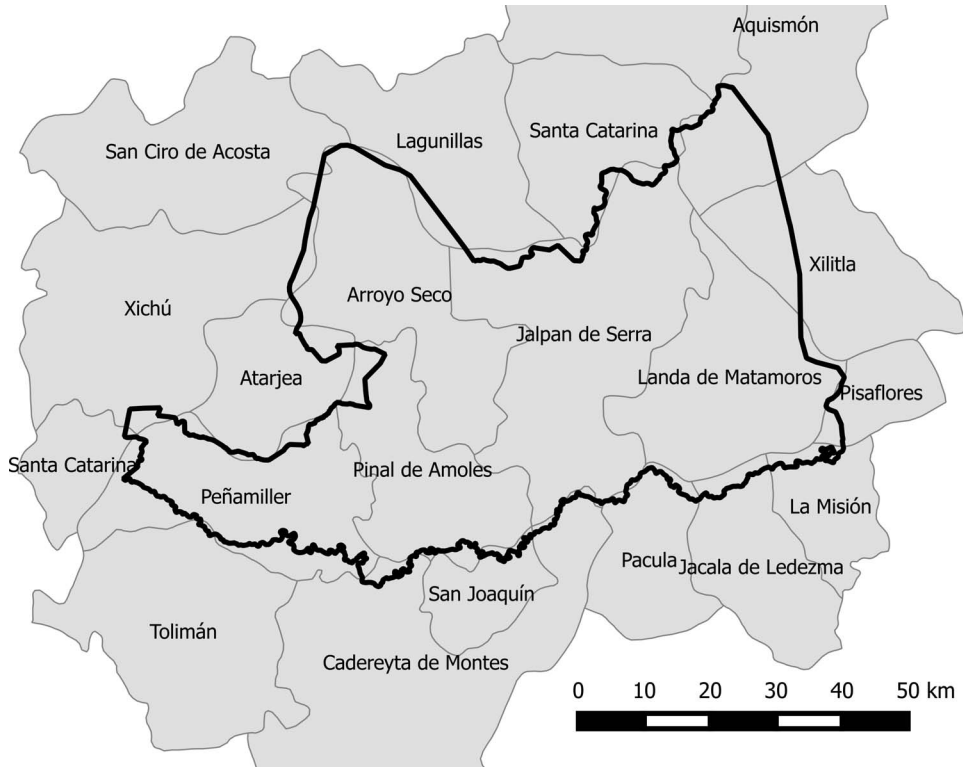 Aquismón
Santa Catarina
Lagunillas
San Ciro de Acosta
Xilitla
Arroyo Seco
Xichú
Jalpan de Serra
Atarjea
Landa de Matamoros
Pisaflores
Santa Catarina
Pinal de Amoles
Peñamiller
La Misión
Pacula
Jacala de Ledezma
San Joaquín
Tolimán
Cadereyta de Montes
0 10 20 30 40 50 km